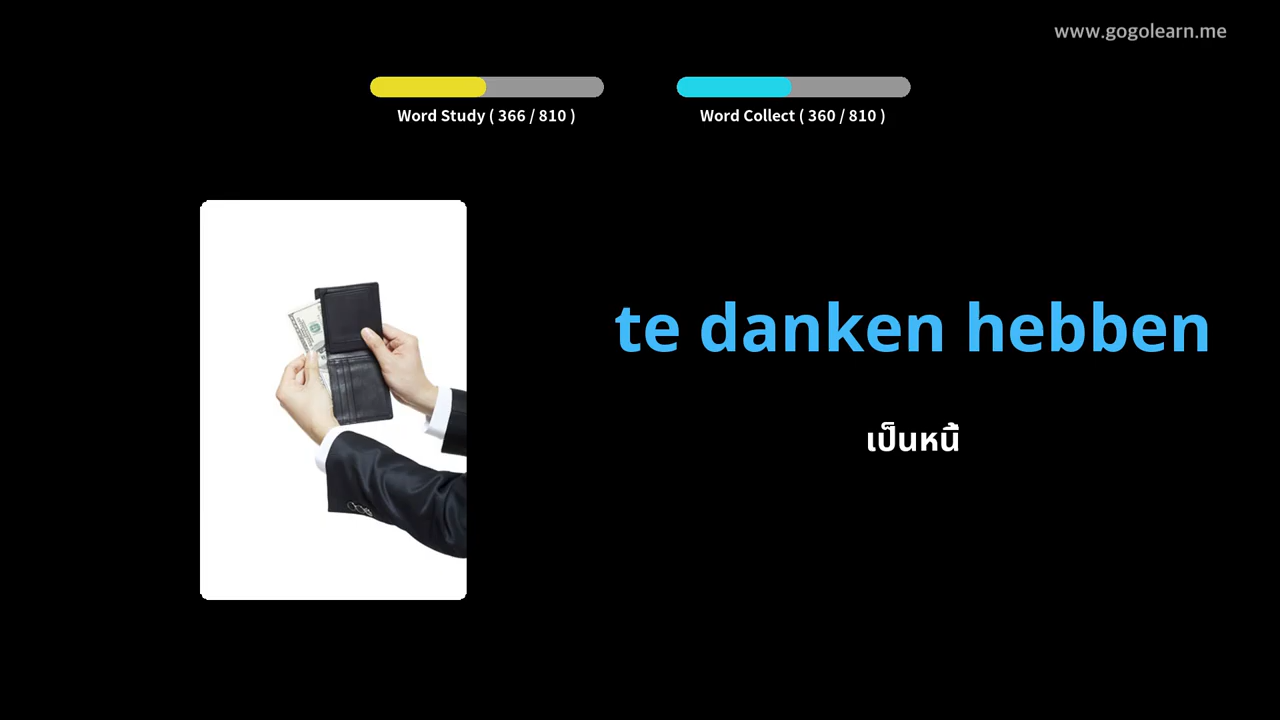 www.gogolearn.me
Word Study ( 366 / 810 )
Word Collect ( 360 / 810 )
te danken hebben
เป็นหนี้